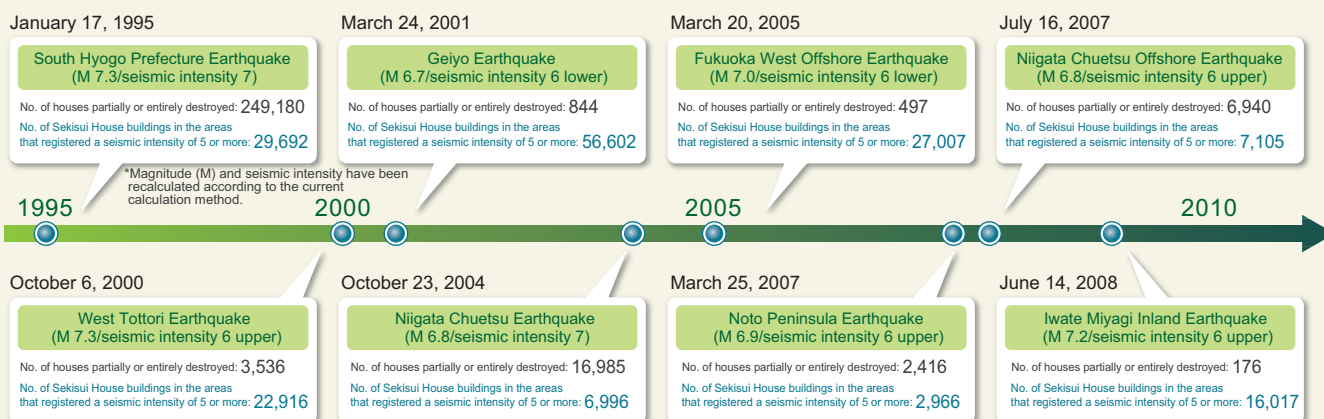 January 17, 1995
South Hyogo Prefecture Earthquake
(M 7.3/seismic intensity 7)
No. of houses partially or entirely destroyed: 249,180
No. of Sekisui House buildings in the areas
that registered a seismic intensity of 5 or more: 29,692
March 24, 2001
Geiyo Earthquake
(M 6.7/seismic intensity 6 lower)
No. of houses partially or entirely destroyed: 844
No. of Sekisui House buildings in the areas
that registered a seismic intensity of 5 or more: 56,602
March 20, 2005
Fukuoka West Offshore Earthquake
(M 7.0/seismic intensity 6 lower)
No. of houses partially or entirely destroyed: 497
No. of Sekisui House buildings in the areas
that registered a seismic intensity of 5 or more: 27,007
July 16, 2007
Niigata Chuetsu Offshore Earthquake
(M 6.8/seismic intensity 6 upper)
No. of houses partially or entirely destroyed: 6,940
No. of Sekisui House buildings in the areas
that registered a seismic intensity of 5 or more: 7,105
*Magnitude (M) and seismic intensity have been
recalculated according to the current
calculation method.
1995
2000
2005
2010
October 6, 2000
West Tottori Earthquake
(M 7.3/seismic intensity 6 upper)
No. of houses partially or entirely destroyed: 3,536
No. of Sekisui House buildings in the areas
that registered a seismic intensity of 5 or more: 22,916
October 23, 2004
Niigata Chuetsu Earthquake
(M 6.8/seismic intensity 7)
No. of houses partially or entirely destroyed: 16,985
No. of Sekisui House buildings in the areas
that registered a seismic intensity of 5 or more: 6,996
March 25, 2007
Noto Peninsula Earthquake
(M 6.9/seismic intensity 6 upper)
No. of houses partially or entirely destroyed: 2,416
No. of Sekisui House buildings in the areas
that registered a seismic intensity of 5 or more: 2,966
June 14, 2008
Iwate Miyagi Inland Earthquake
(M 7.2/seismic intensity 6 upper)
No. of houses partially or entirely destroyed: 176
No. of Sekisui House buildings in the areas
that registered a seismic intensity of 5 or more: 16,017